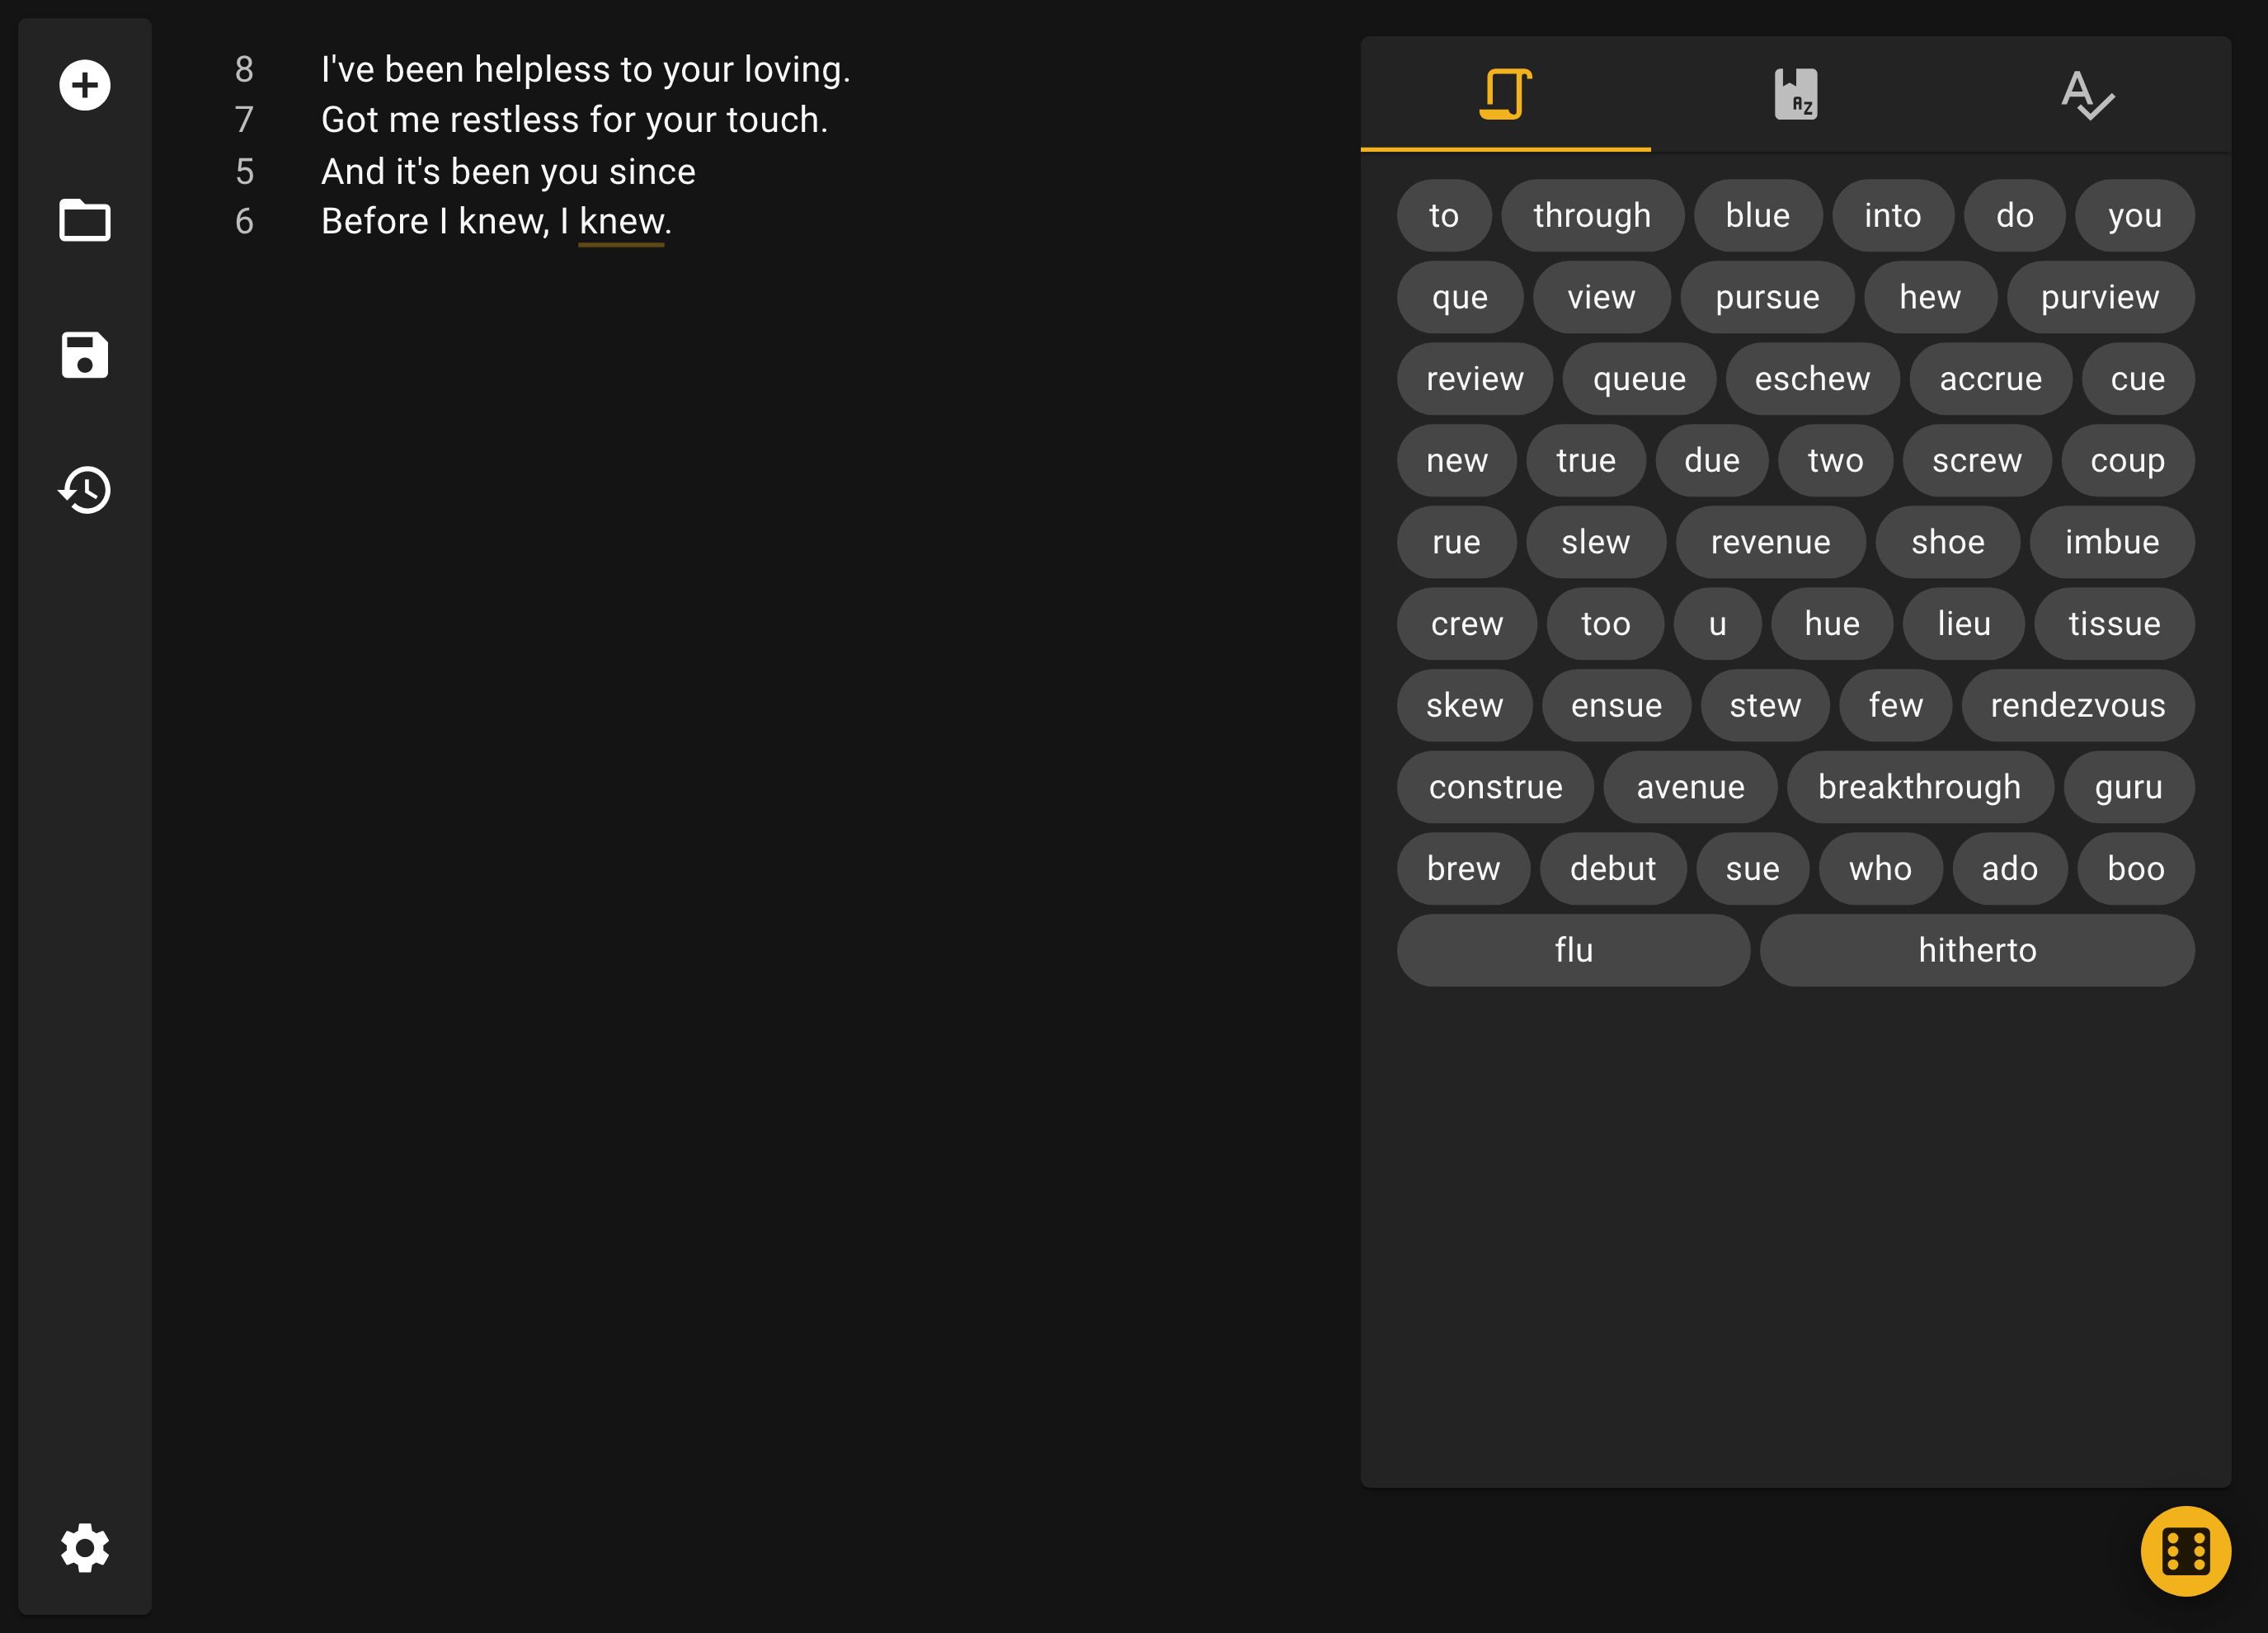 8 I've been helpless to your loving.
7 Got me restless for your touch.
5 And it's been you since
6 Before I knew, I knew.
A Z
A
to through blue into do you
que view pursue hew purview
review queue eschew accrue cue
new true due two screw coup
rue slew revenue shoe imbue
crew too u hue lieu tissue
skew ensue stew few rendezvous
construe avenue breakthrough guru
brew debut sue who ado boo
flu hitherto